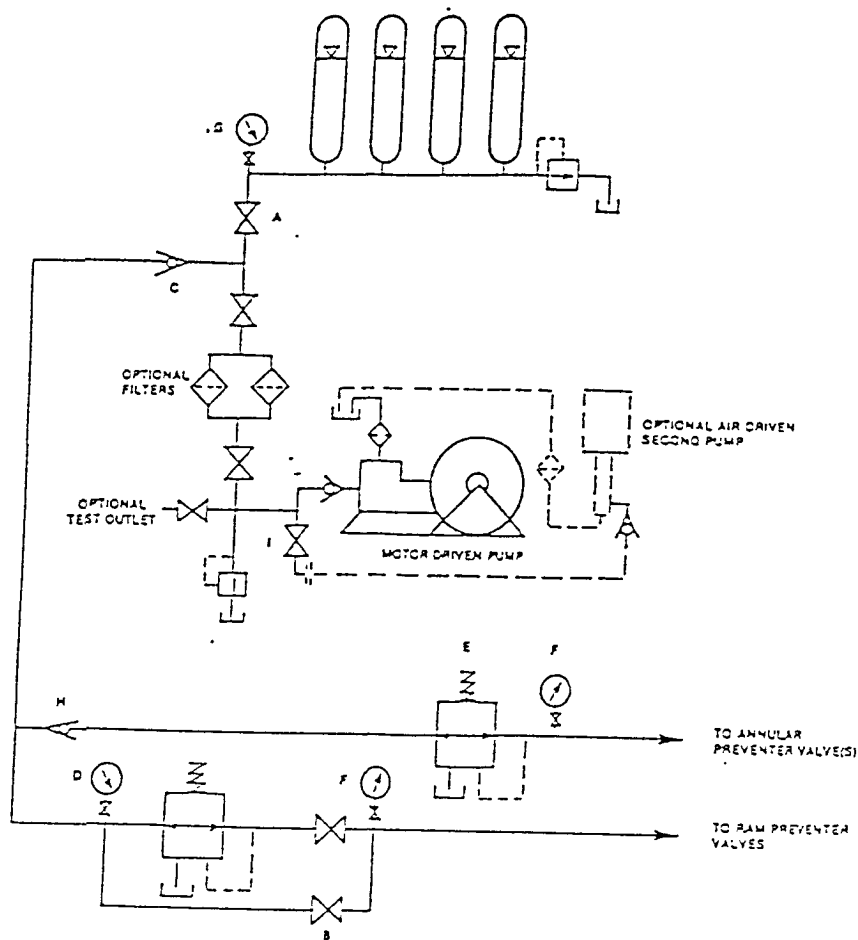 G
A
C
OPTIONAL
FILTERS
OPTIONAL AIR DRIVEN
SECOND PUMP
OPTIONAL
TEST OUTLET
I
MOTOR DRIVEN PUMP
E
F
H
TO ANNULAR
PREVENTER VALVE(S)
D
F
TO RAM PREVENTER
VALVES
B